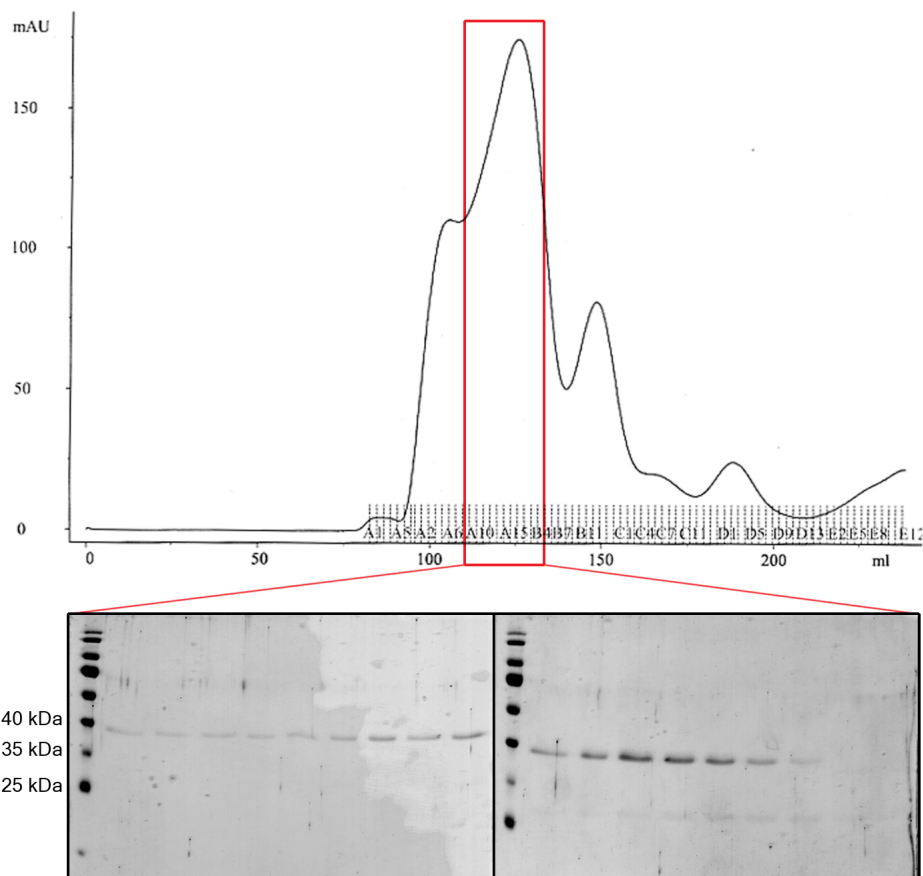 mAU
150
100
50
0
A1 A5 A2 A6 A10 A15 B4 B7 B11 C1 C4 C7 C11 D1 D5 D9 D13 E2 E5 E8 E12
0 50 100 150 200 ml
40 kDa
35 kDa
25 kDa